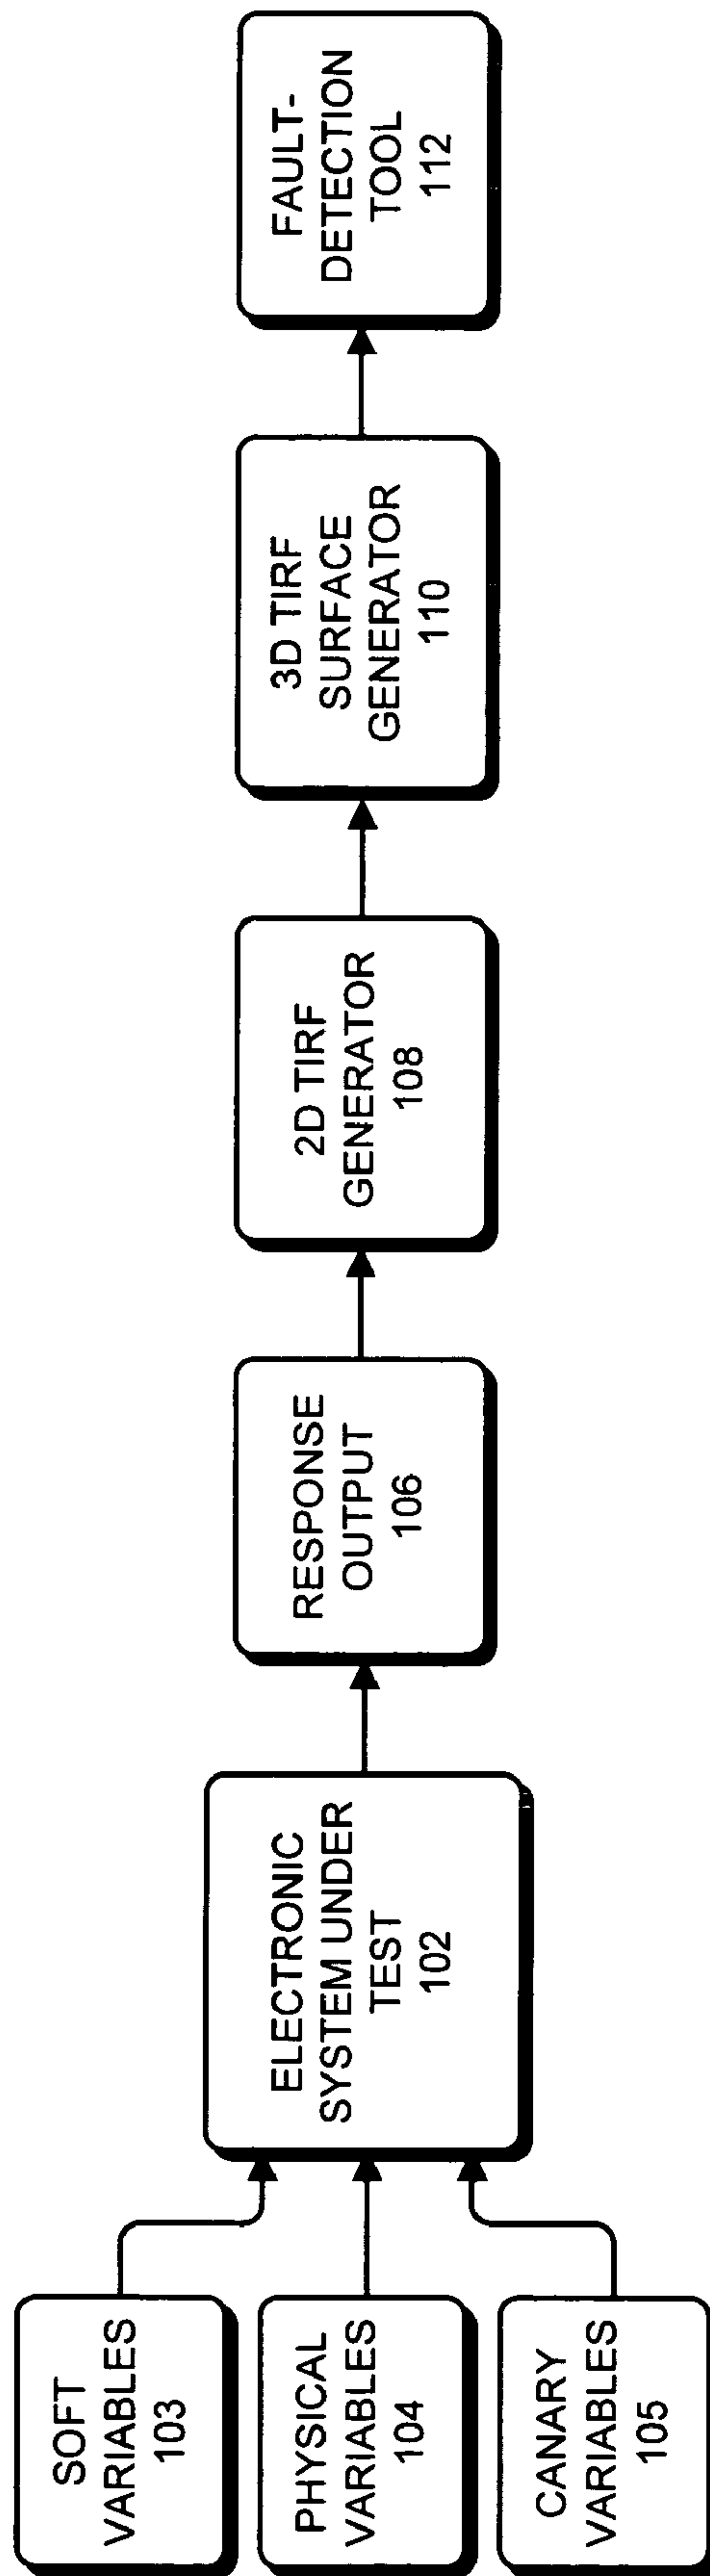 SOFT
VARIABLES
103
PHYSICAL
VARIABLES
104
CANARY
VARIABLES
105
ELECTRONIC
SYSTEM UNDER
TEST
102
RESPONSE
OUTPUT
106
2D TIRF
GENERATOR
108
3D TIRF
SURFACE
GENERATOR
110
FAULT-
DETECTION
TOOL
112